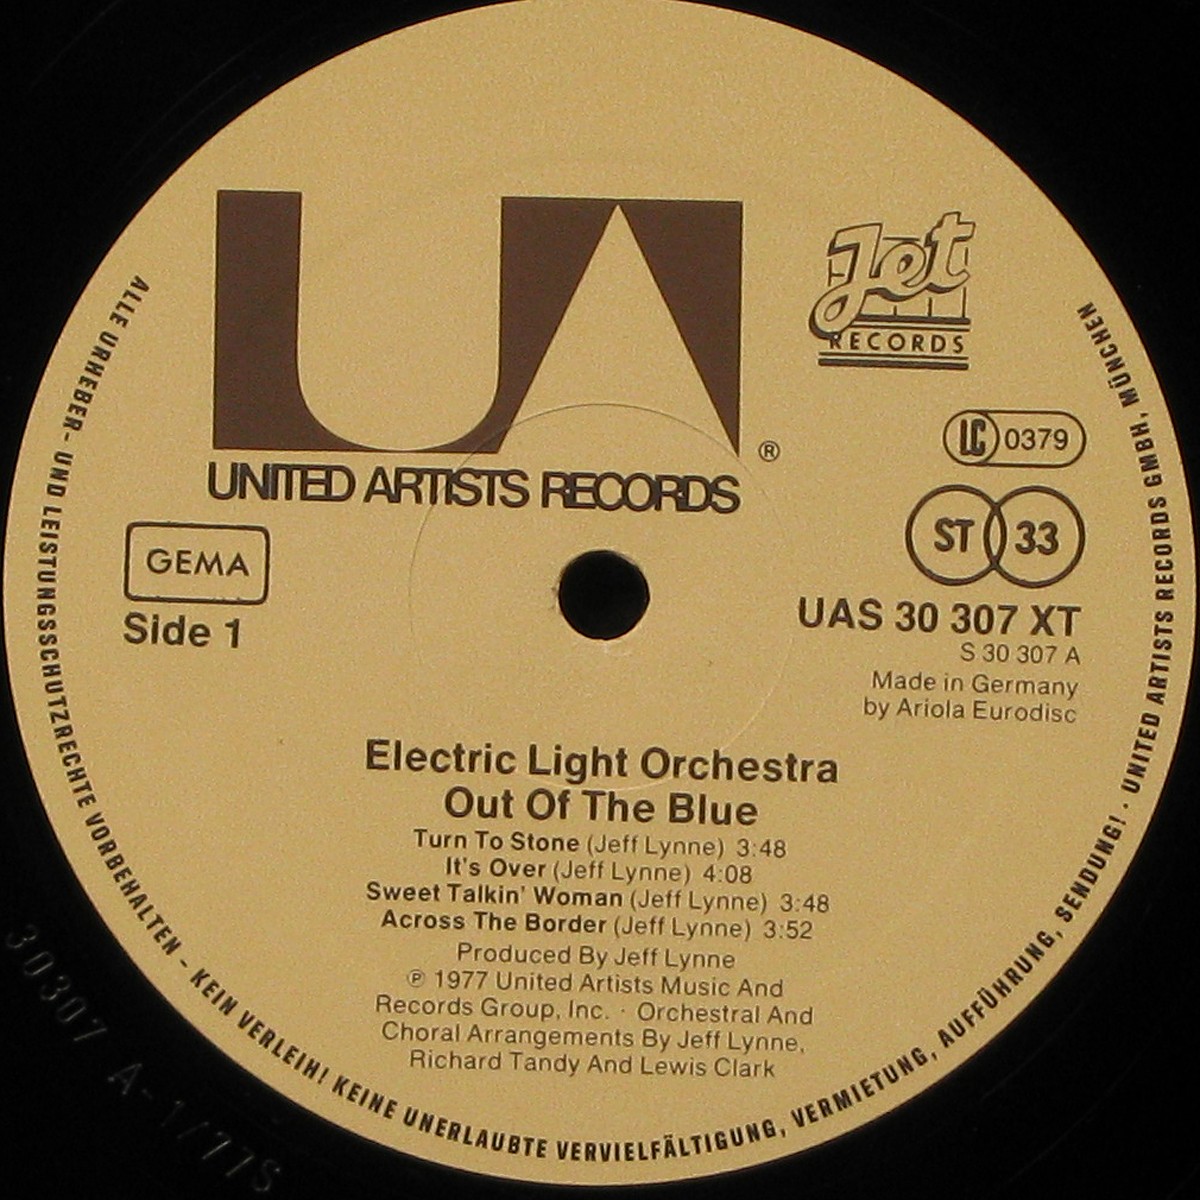 UA
®
UNITED ARTISTS RECORDS
Jet
RECORDS
LC 0379
ST 33
GEMA
Side 1
UAS 30 307 XT
S 30 307 A
Made in Germany
by Ariola Eurodisc
Electric Light Orchestra
Out Of The Blue
Turn To Stone (Jeff Lynne) 3:48
It's Over (Jeff Lynne) 4:08
Sweet Talkin' Woman (Jeff Lynne) 3:48
Across The Border (Jeff Lynne) 3:52
Produced By Jeff Lynne
℗ 1977 United Artists Music And
Records Group, Inc. · Orchestral And
Choral Arrangements By Jeff Lynne,
Richard Tandy And Lewis Clark
ALLE URHEBER- UND LEISTUNGSSCHUTZRECHTE VORBEHALTEN - KEIN VERLEIH! KEINE UNERLAUBTE VERVIELFÄLTIGUNG, VERMIETUNG, AUFFÜHRUNG, SENDUNG! · UNITED ARTISTS RECORDS GMBH, MÜNCHEN
30307 A-1/77S